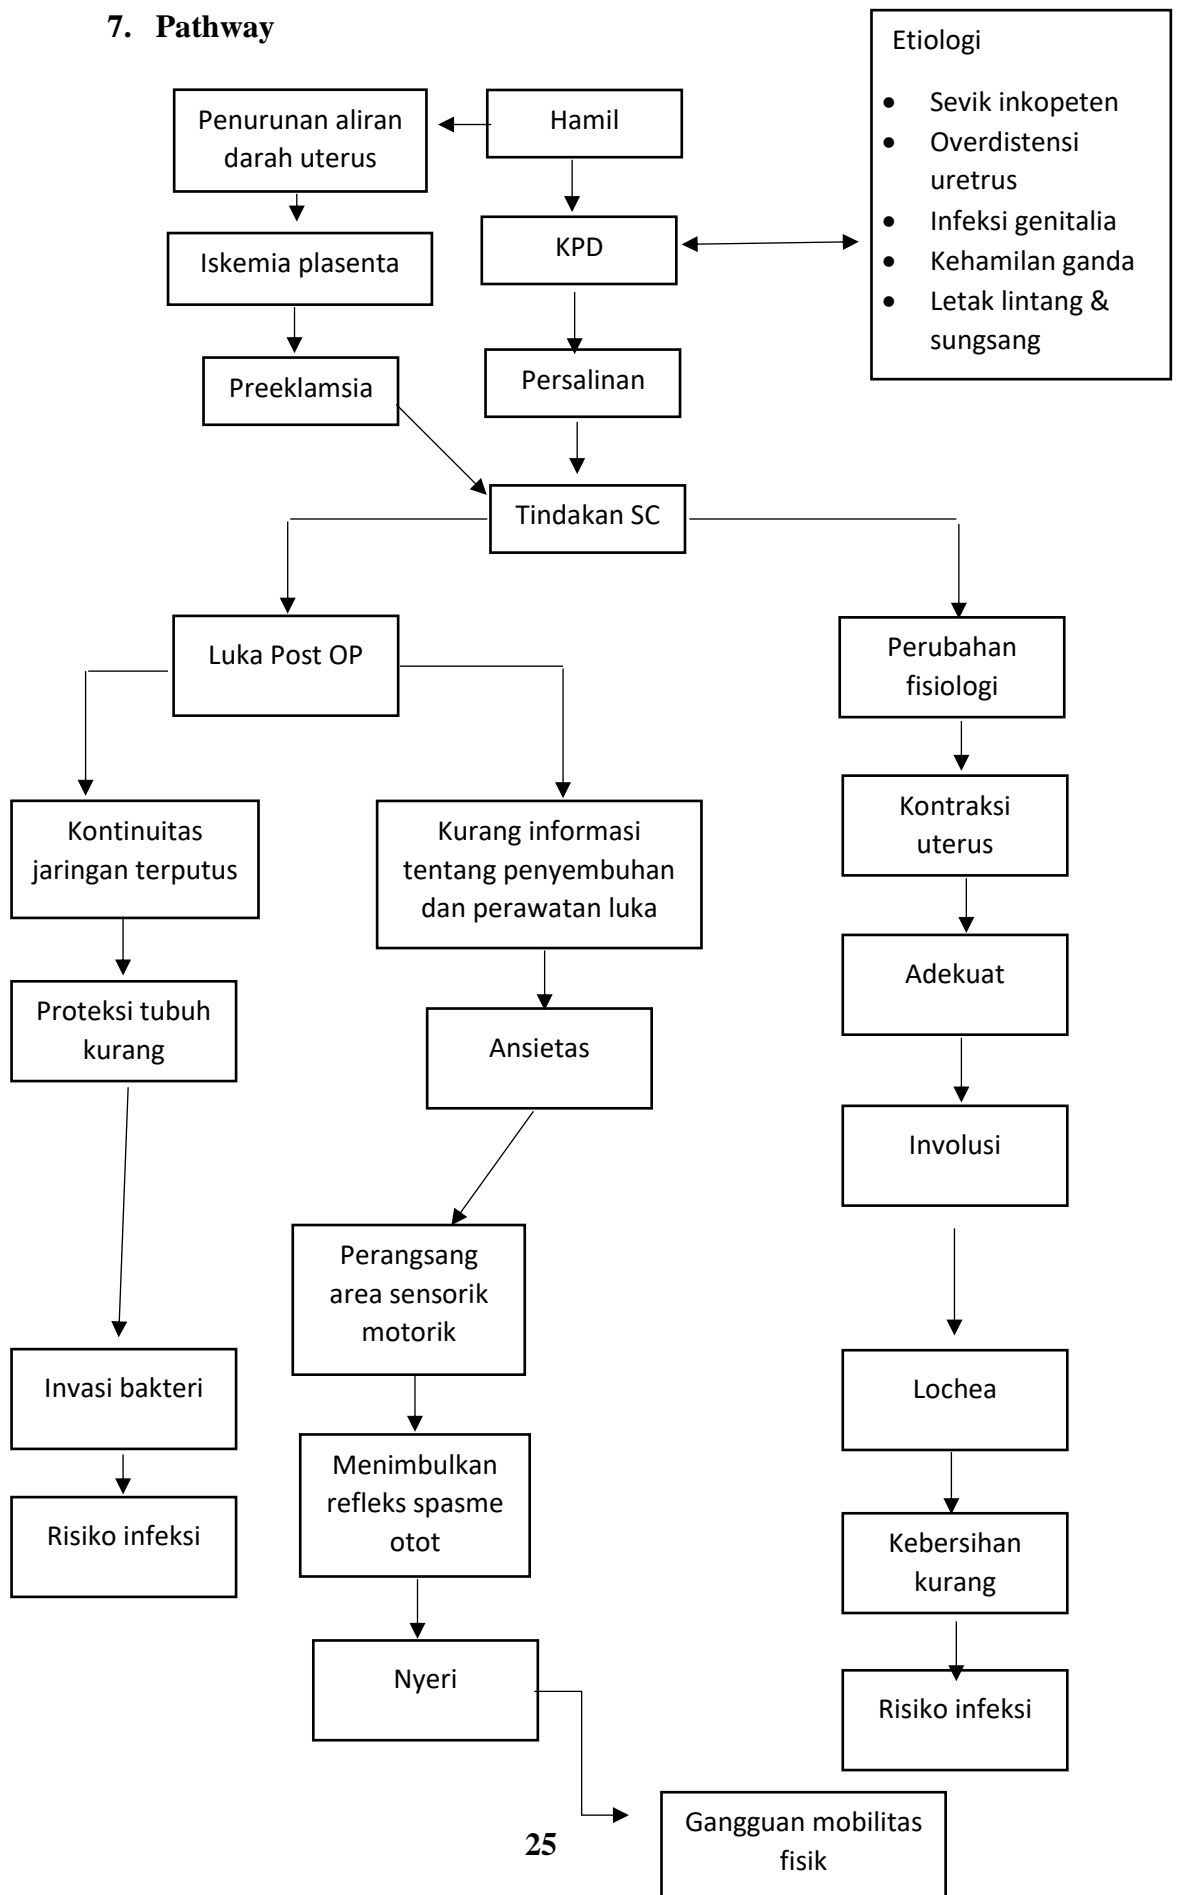 7. Pathway
Etiologi
• Sevik inkopeten
• Overdistensi
uretrus
• Infeksi genitalia
• Kehamilan ganda
• Letak lintang &
sungsang
Penurunan aliran
darah uterus
Hamil
Iskemia plasenta
KPD
Preeklamsia
Persalinan
Tindakan SC
Luka Post OP
Perubahan
fisiologi
Kontinuitas
jaringan terputus
Kurang informasi
tentang penyembuhan
dan perawatan luka
Kontraksi
uterus
Proteksi tubuh
kurang
Ansietas
Adekuat
Involusi
Perangsang
area sensorik
motorik
Invasi bakteri
Lochea
Menimbulkan
refleks spasme
otot
Risiko infeksi
Kebersihan
kurang
Nyeri
Risiko infeksi
Gangguan mobilitas
fisik
25